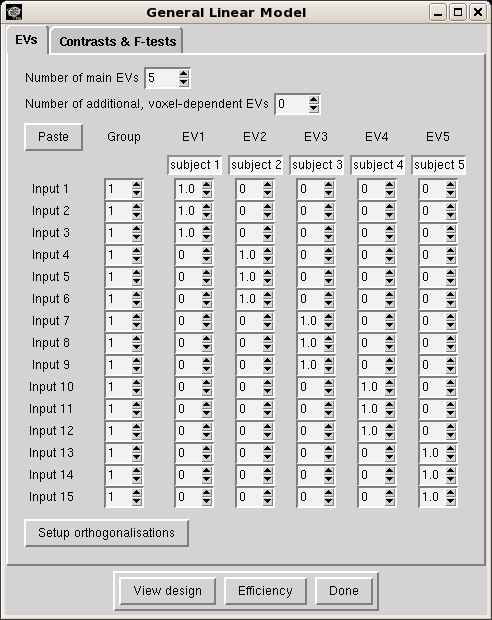 General Linear Model
EVs Contrasts & F-tests
Number of main EVs 5
Number of additional, voxel-dependent EVs 0
Paste Group EV1 EV2 EV3 EV4 EV5
subject 1 subject 2 subject 3 subject 4 subject 5
Input 1 1 1.0 0 0 0 0
Input 2 1 1.0 0 0 0 0
Input 3 1 1.0 0 0 0 0
Input 4 1 0 1.0 0 0 0
Input 5 1 0 1.0 0 0 0
Input 6 1 0 1.0 0 0 0
Input 7 1 0 0 1.0 0 0
Input 8 1 0 0 1.0 0 0
Input 9 1 0 0 1.0 0 0
Input 10 1 0 0 0 1.0 0
Input 11 1 0 0 0 1.0 0
Input 12 1 0 0 0 1.0 0
Input 13 1 0 0 0 0 1.0
Input 14 1 0 0 0 0 1.0
Input 15 1 0 0 0 0 1.0
Setup orthogonalisations
View design Efficiency Done